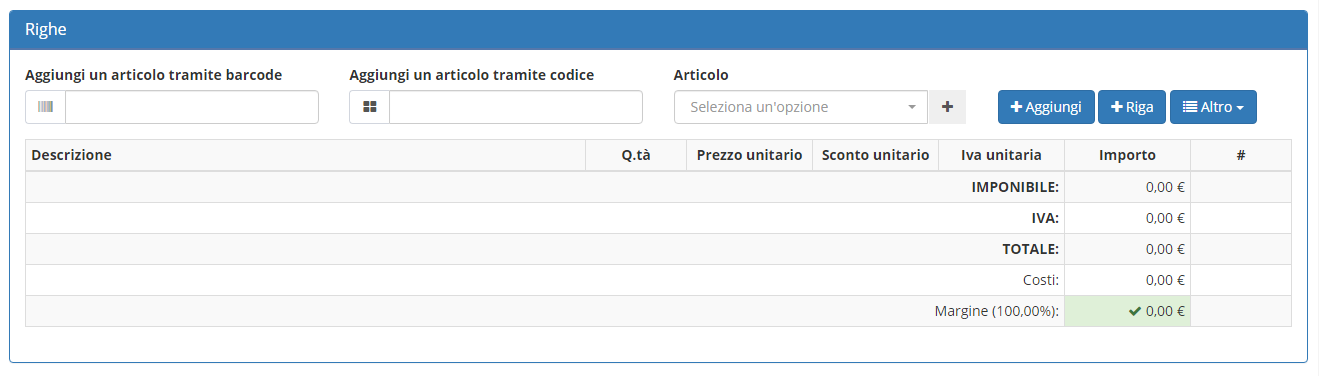 Righe
Aggiungi un articolo tramite barcode Aggiungi un articolo tramite codice Articolo
Seleziona un'opzione Aggiungi Riga Altro
Descrizione Q.tà Prezzo unitario Sconto unitario Iva unitaria Importo #
IMPONIBILE: 0,00 €
IVA: 0,00 €
TOTALE: 0,00 €
Costi: 0,00 €
Margine (100,00%): 0,00 €